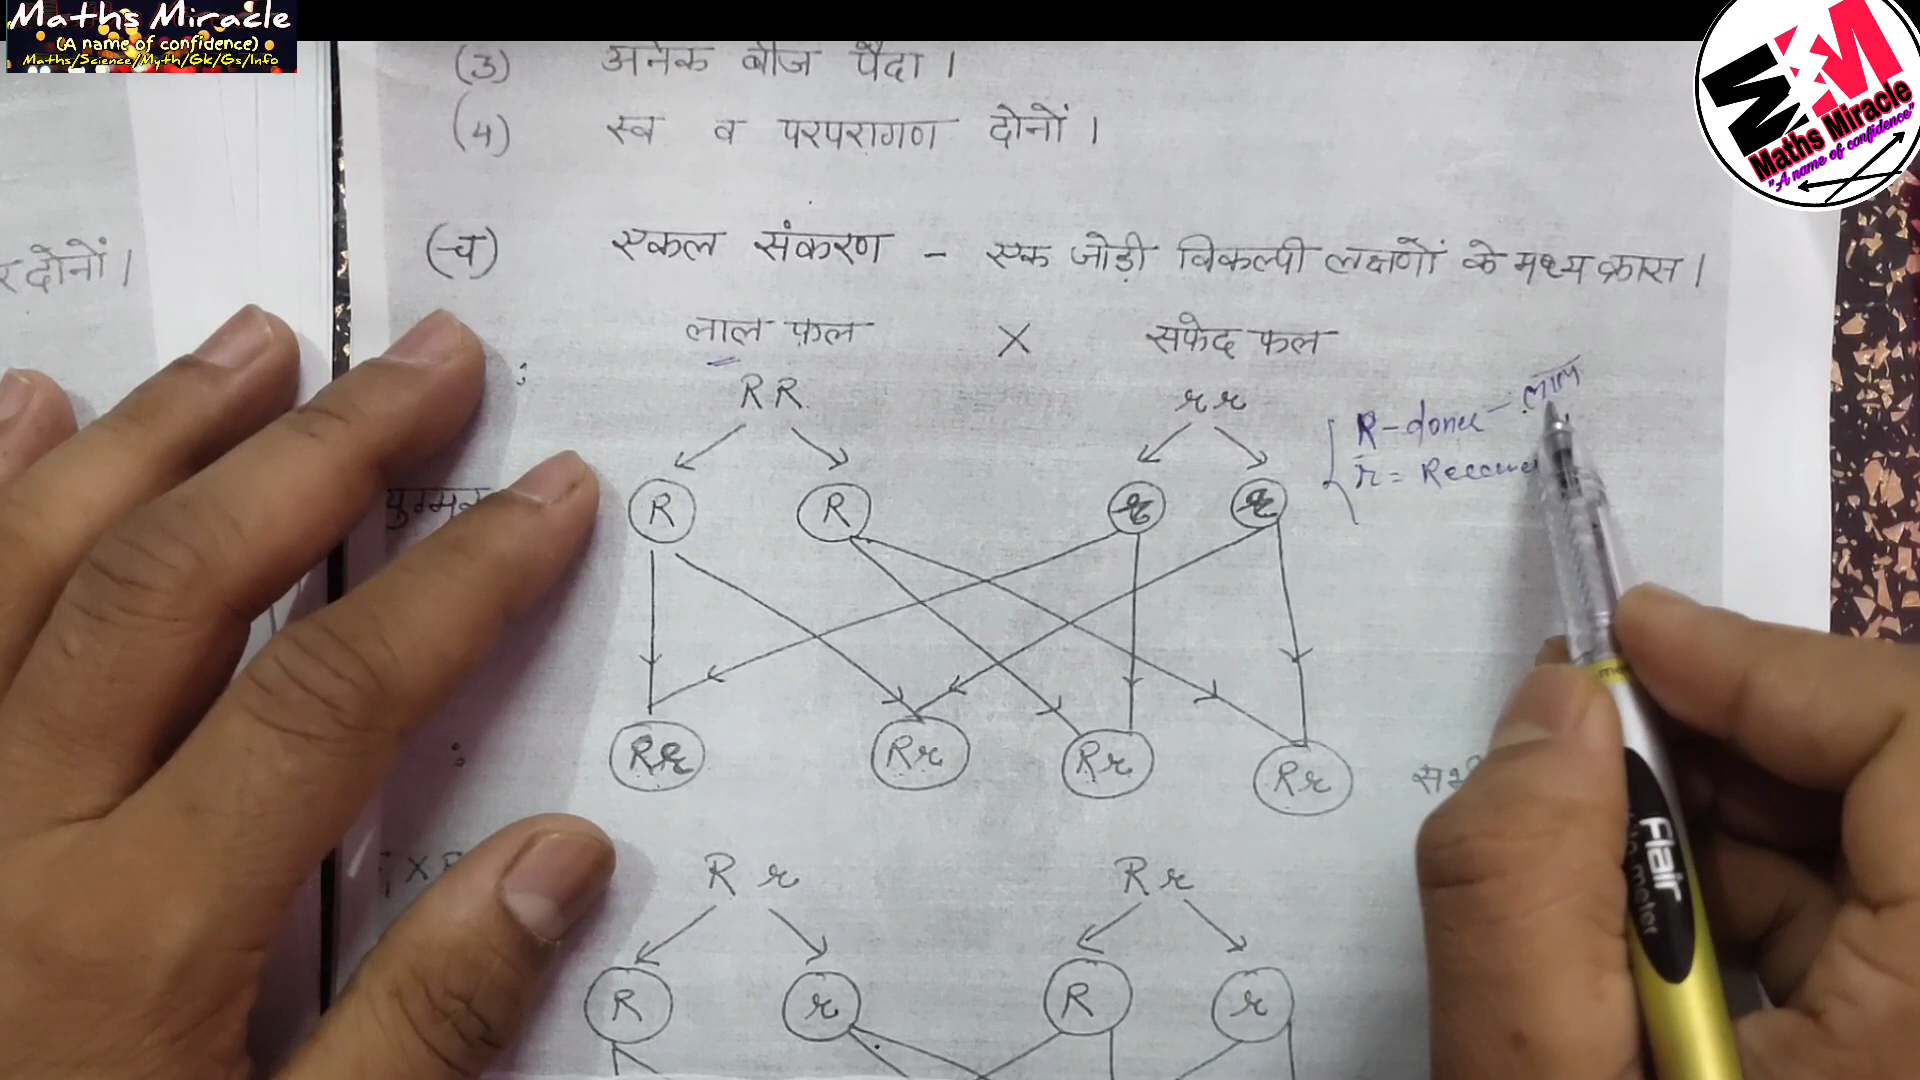 Maths Miracle
(A name of confidence)
Maths/Science/Myth/Gk/Gs/Info
Maths Miracle
"A name of confidence"
(3) अनेक बीज पैदा।
(4) स्व व परपरागण दोनों।
र दोनों।
(च) एकल संकरण - एक जोड़ी विकल्पी लक्षणों के मध्य क्रास।
लाल फल X सफेद फल
RR rr
R - लाल
r =
R R r r
Rr Rr Rr Rr
Rr Rr
R r R r
Flair